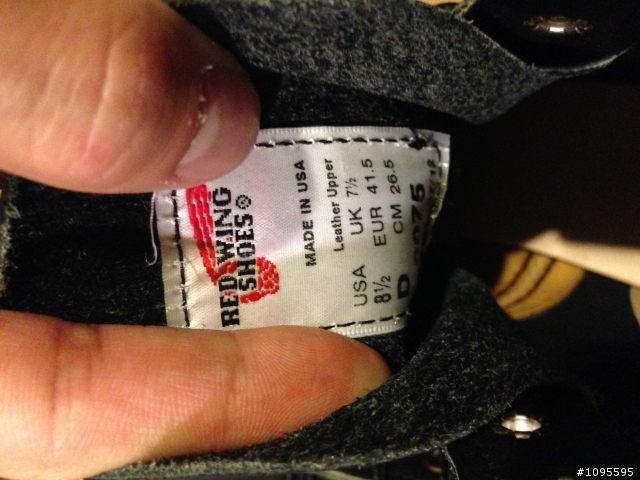 RED WING
SHOES®
MADE IN USA
Leather Upper
USA UK 7½
8½ EUR 41.5
D CM 26.5
#1095595